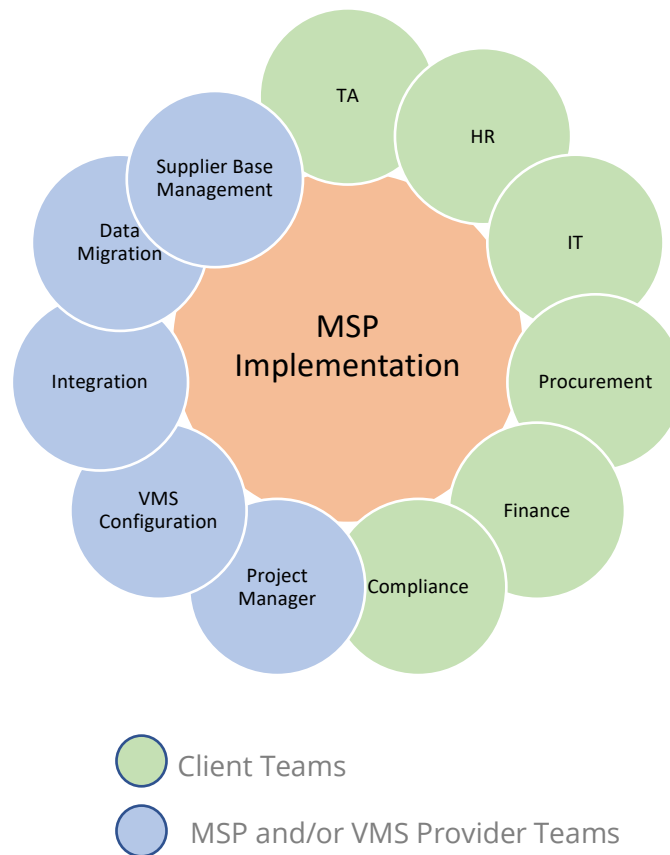 TA
HR
IT
Procurement
Finance
Compliance
Project
Manager
VMS
Configuration
Integration
Data
Migration
Supplier Base
Management
MSP
Implementation
Client Teams
MSP and/or VMS Provider Teams